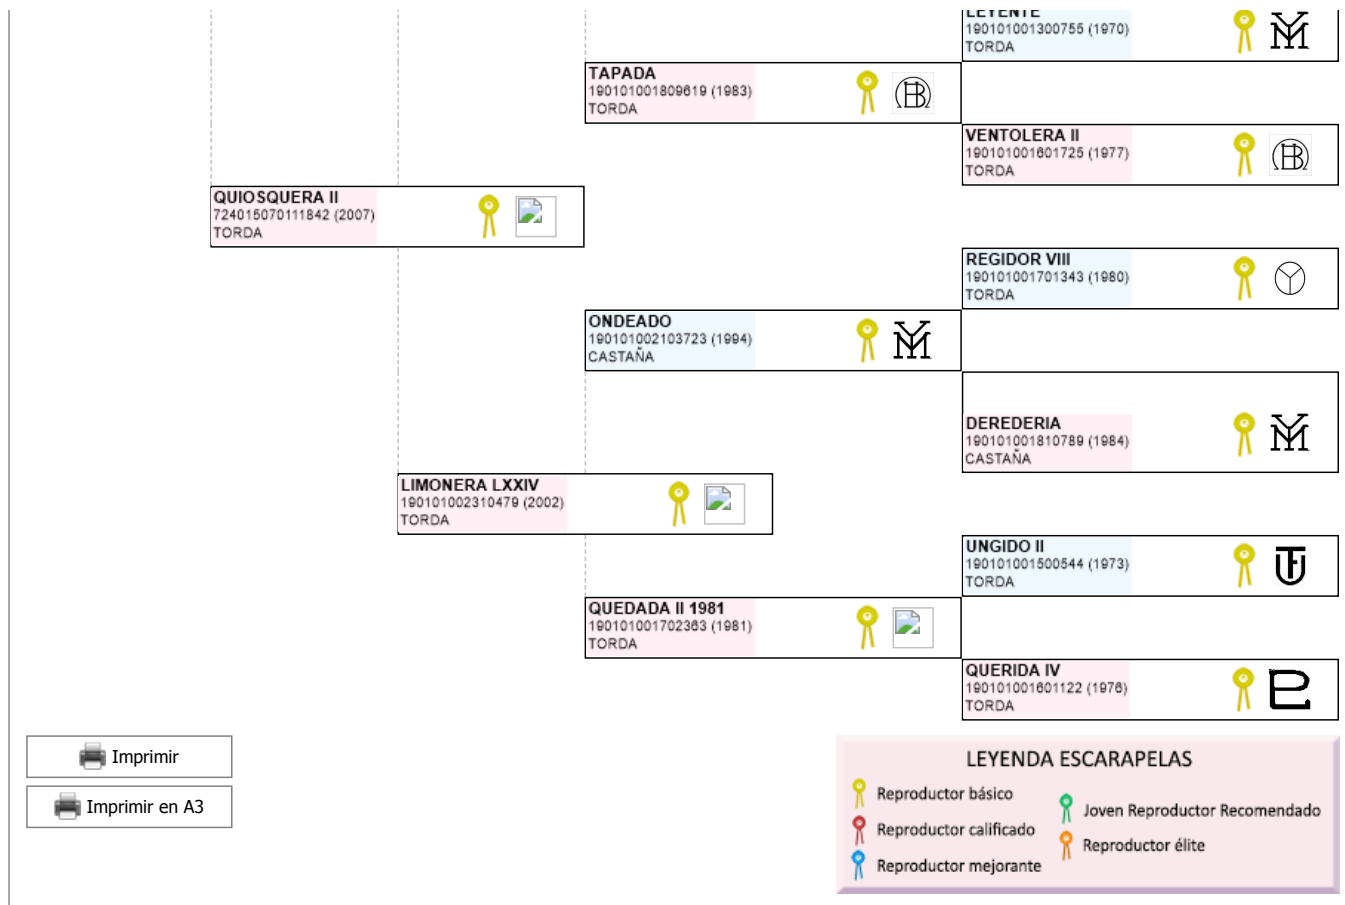 LEYENTE
190101001300755 (1970)
TORDA
TAPADA
190101001809619 (1983)
TORDA
VENTOLERA II
190101001601725 (1977)
TORDA
QUIOSQUERA II
724015070111842 (2007)
TORDA
REGIDOR VIII
190101001701343 (1980)
TORDA
ONDEADO
190101002103723 (1994)
CASTAÑA
DEREDERIA
190101001810789 (1984)
CASTAÑA
LIMONERA LXXIV
190101002310479 (2002)
TORDA
UNGIDO II
190101001500544 (1973)
TORDA
QUEDADA II 1981
190101001702363 (1981)
TORDA
QUERIDA IV
190101001601122 (1976)
TORDA
Imprimir
Imprimir en A3
LEYENDA ESCARAPELAS
Reproductor básico
Reproductor calificado
Reproductor mejorante
Joven Reproductor Recomendado
Reproductor élite